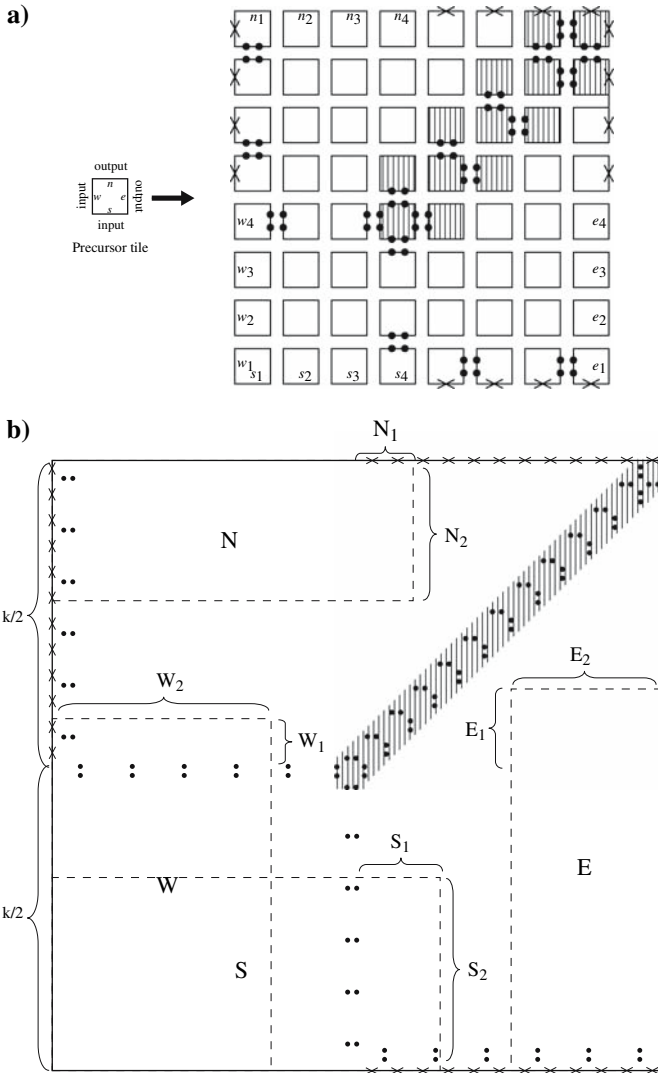 a)
n1 n2 n3 n4
output
input n w e s output
input
Precursor tile
w4 e4
w3 e3
w2 e2
w1 s1 s2 s3 s4 e1
b)
N1
N N2
k/2
W2 E2
W1 E1
S1
W E
k/2
S S2